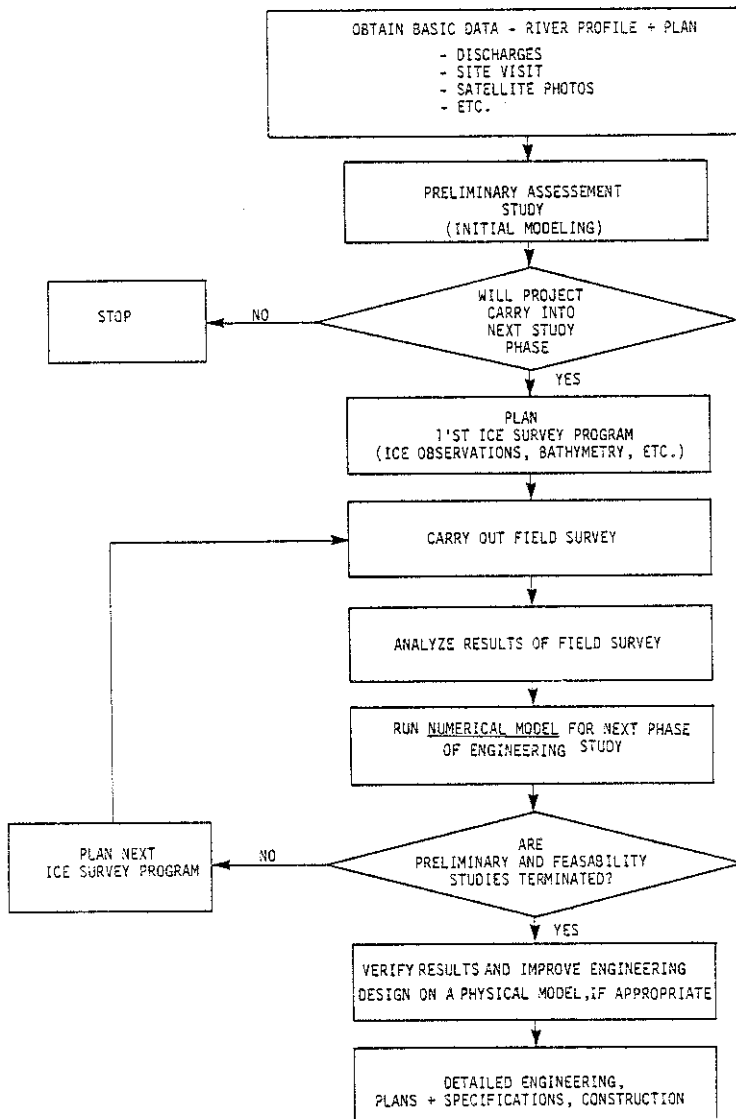 OBTAIN BASIC DATA - RIVER PROFILE + PLAN
- DISCHARGES
- SITE VISIT
- SATELLITE PHOTOS
- ETC.
PRELIMINARY ASSESSEMENT
STUDY
(INITIAL MODELING)
WILL PROJECT
CARRY INTO
NEXT STUDY
PHASE
NO
STOP
YES
PLAN
1'ST ICE SURVEY PROGRAM
(ICE OBSERVATIONS, BATHYMETRY, ETC.)
CARRY OUT FIELD SURVEY
ANALYZE RESULTS OF FIELD SURVEY
RUN NUMERICAL MODEL FOR NEXT PHASE
OF ENGINEERING STUDY
ARE
PRELIMINARY AND FEASABILITY
STUDIES TERMINATED?
NO
PLAN NEXT
ICE SURVEY PROGRAM
YES
VERIFY RESULTS AND IMPROVE ENGINEERING
DESIGN ON A PHYSICAL MODEL, IF APPROPRIATE
DETAILED ENGINEERING,
PLANS + SPECIFICATIONS, CONSTRUCTION